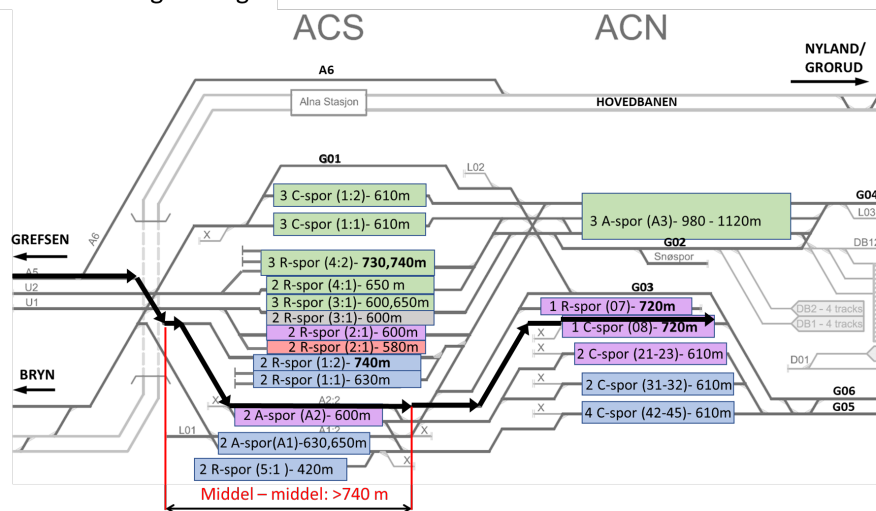 ACS
ACN
A6
NYLAND/
GRORUD
Alna Stasjon
HOVEDBANEN
G01
L02
3 C-spor (1:2)- 610m
3 C-spor (1:1)- 610m
X
A6
3 A-spor (A3)- 980 - 1120m
G04
L03
GREFSEN
G02
DB12
Snøspor
3 R-spor (4:2)- 730,740m
A5
U2
2 R-spor (4:1)- 650 m
G03
U1
3 R-spor (3:1)- 600,650m
1 R-spor (07)- 720m
DB2 - 4 tracks
2 R-spor (3:1)- 600m
1 C-spor (08)- 720m
DB1 - 4 tracks
2 R-spor (2:1)- 600m
X
2 R-spor (2:1)- 580m
2 C-spor (21-23)- 610m
D01
2 R-spor (1:2)- 740m
BRYN
2 R-spor (1:1)- 630m
X
2 C-spor (31-32)- 610m
G06
X
A2:2
X
G05
2 A-spor (A2)- 600m
4 C-spor (42-45)- 610m
L01
A1:2
X
2 A-spor(A1)-630,650m
2 R-spor (5:1 )- 420m
X
Middel – middel: >740 m